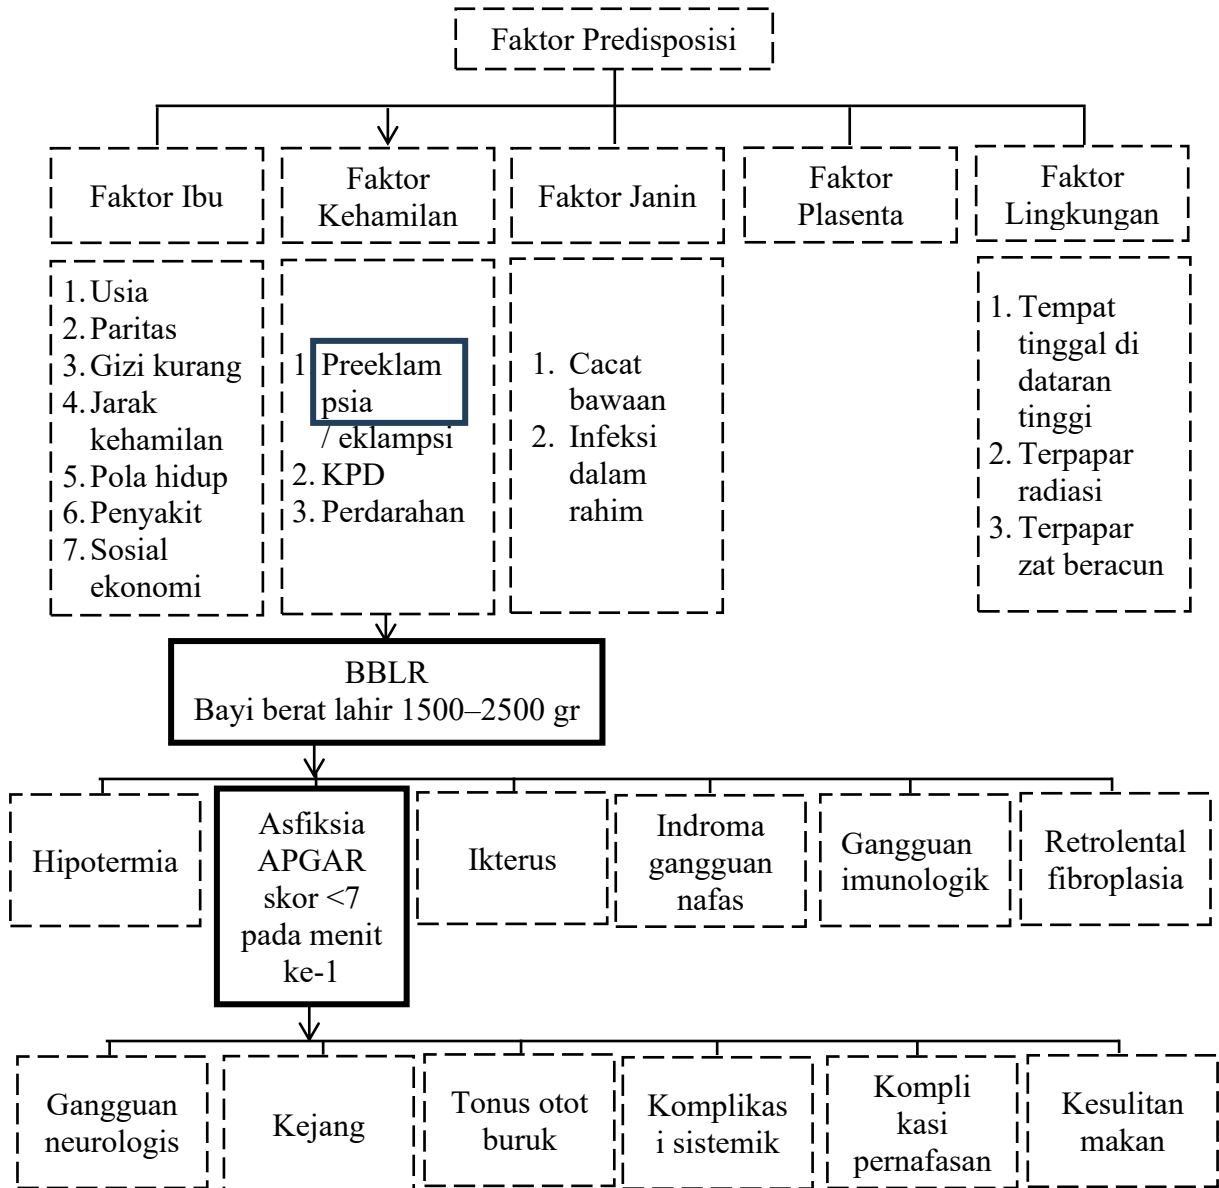 Faktor Predisposisi
Faktor Ibu
Faktor
Kehamilan
Faktor Janin
Faktor
Plasenta
Faktor
Lingkungan
1. Usia
2. Paritas
3. Gizi kurang
4. Jarak
kehamilan
5. Pola hidup
6. Penyakit
7. Sosial
ekonomi
1 Preeklam
psia
/ eklampsi
2. KPD
3. Perdarahan
1. Cacat
bawaan
2. Infeksi
dalam
rahim
1. Tempat
tinggal di
dataran
tinggi
2. Terpapar
radiasi
3. Terpapar
zat beracun
BBLR
Bayi berat lahir 1500–2500 gr
Hipotermia
Asfiksia
APGAR
skor <7
pada menit
ke-1
Ikterus
Indroma
gangguan
nafas
Gangguan
imunologik
Retrolental
fibroplasia
Gangguan
neurologis
Kejang
Tonus otot
buruk
Komplikas
i sistemik
Kompli
kasi
pernafasan
Kesulitan
makan